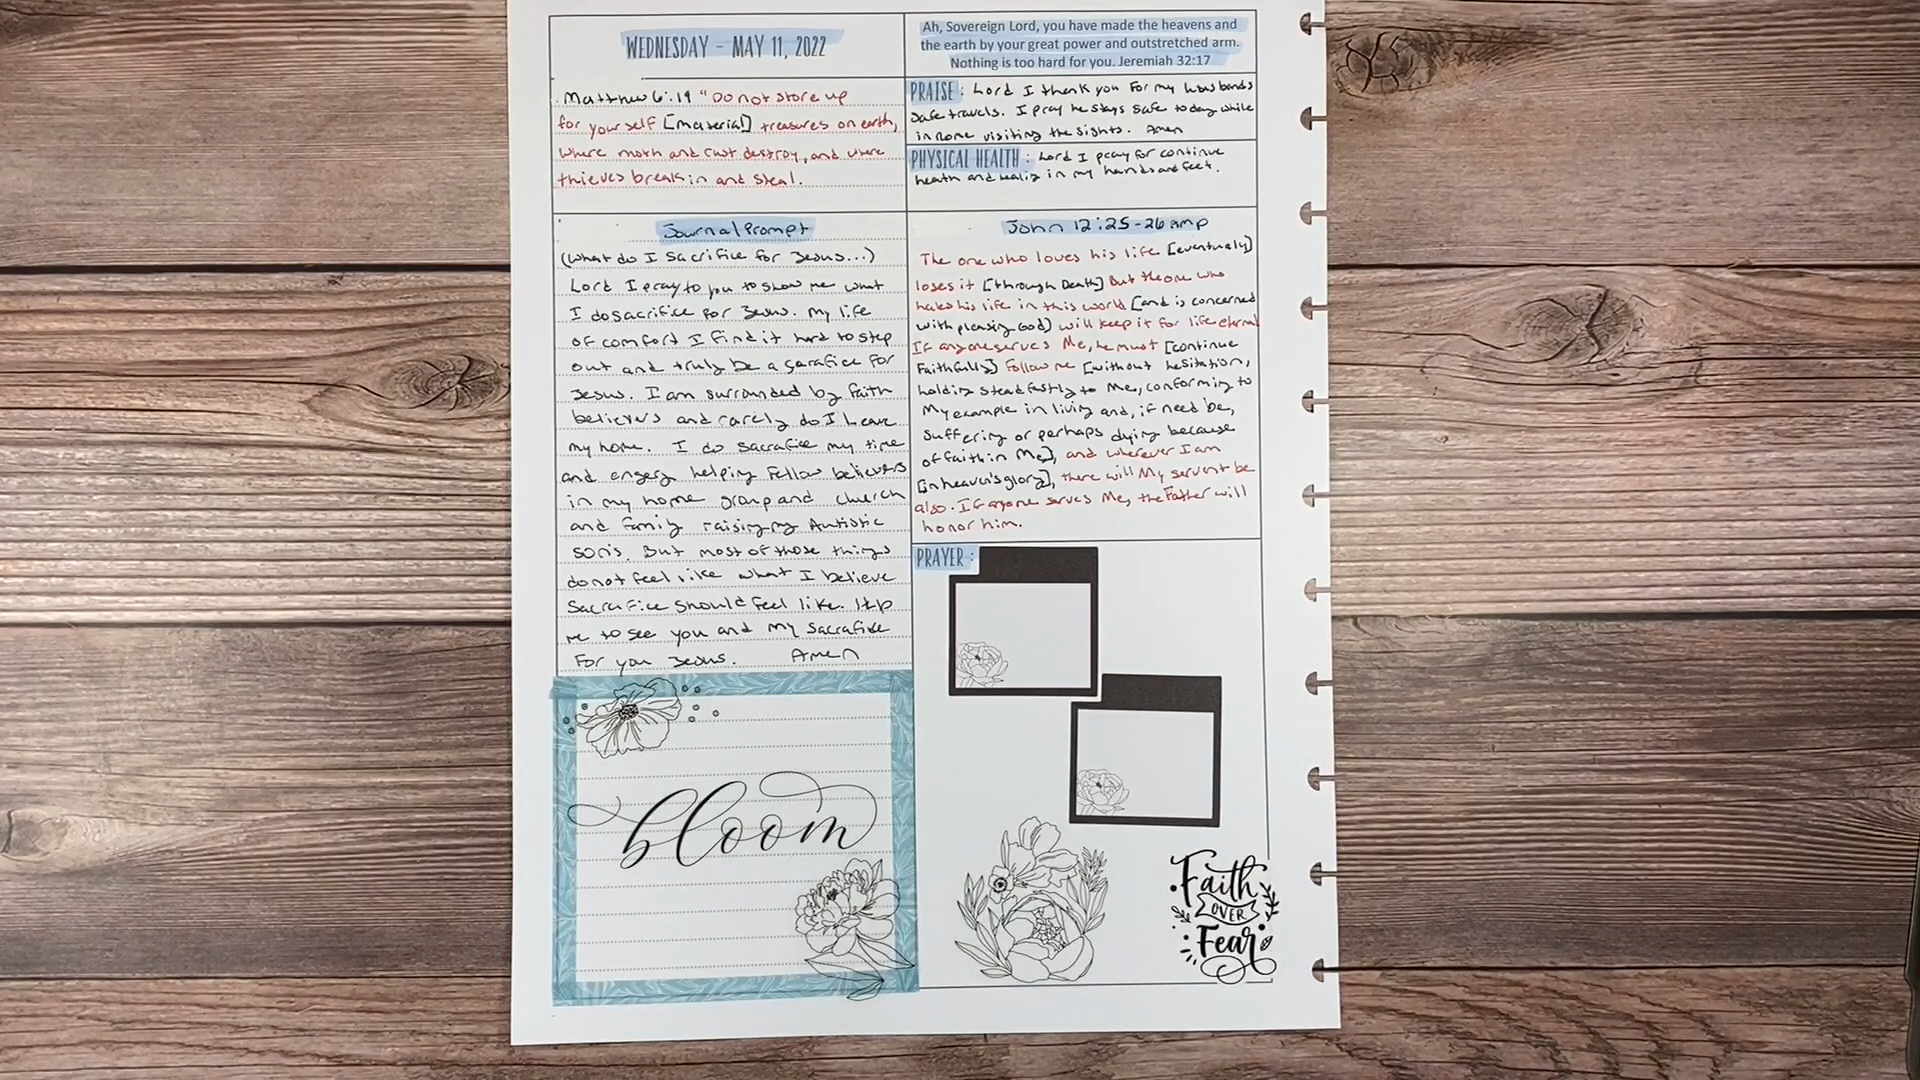 WEDNESDAY - MAY 11, 2022
Matthew 6:19 "Do not store up
for yourself [material] treasures on earth,
where moth and rust destroy, and where
thieves break in and steal.
Journal Prompt
(What do I sacrifice for Jesus...)
Lord I pray to you to show me what
I do sacrifice for Jesus. My life
of comfort I find it hard to step
out and truly be a sacrafice for
Jesus. I am surrounded by faith
believers and rarely do I leave
my home. I do sacrafice my time
and engery helping fellow believers
in my home group and church
and family raising my Autistic
son's. But most of those things
do not feel like what I believe
sacrafice should feel like. Help
me to see you and my sacrafice
for you Jesus. Amen
bloom
Ah, Sovereign Lord, you have made the heavens and
the earth by your great power and outstretched arm.
Nothing is too hard for you. Jeremiah 32:17
PRAISE: Lord I thank you for my husbands
safe travels. I pray he stays safe today while
in Rome visiting the sights. Amen
PHYSICAL HEALTH: Lord I pray for continue
heath and healing in my hands and feet.
John 12:25-26 amp
The one who loves his life [eventualy]
loses it [through Death] But the one who
hates his life in this world [and is concerned
with pleasing God] will keep it for life eternal
If anyone serves Me, he must [continue
Faithfully] follow me [without hesitation,
holding steadfastly to Me, conforming to
My example in living and, if need be,
suffering or perhaps dying because
of faith in Me], and wherever I am
[in heaven's glory], there will My servent be
also. If anyone serves Me, the Father will
honor him.
PRAYER:
Faith
OVER
Fear